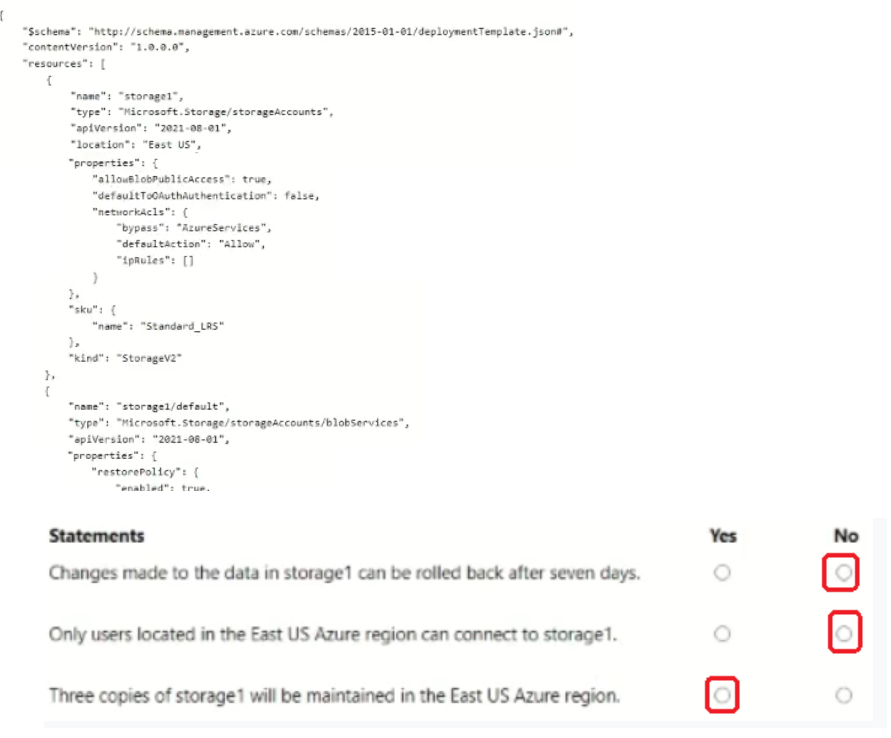 {
"$schema": "http://schema.management.azure.com/schemas/2015-01-01/deploymentTemplate.json#",
"contentVersion": "1.0.0.0",
"resources": [
{
"name": "storage1",
"type": "Microsoft.Storage/storageAccounts",
"apiVersion": "2021-08-01",
"location": "East US",
"properties": {
"allowBlobPublicAccess": true,
"defaultToOAuthAuthentication": false,
"networkAcls": {
"bypass": "AzureServices",
"defaultAction": "Allow",
"ipRules": []
}
},
"sku": {
"name": "Standard_LRS"
},
"kind": "StorageV2"
},
{
"name": "storage1/default",
"type": "Microsoft.Storage/storageAccounts/blobServices",
"apiVersion": "2021-08-01",
"properties": {
"restorePolicy": {
"enabled": true,
Statements Yes No
Changes made to the data in storage1 can be rolled back after seven days.
Only users located in the East US Azure region can connect to storage1.
Three copies of storage1 will be maintained in the East US Azure region.